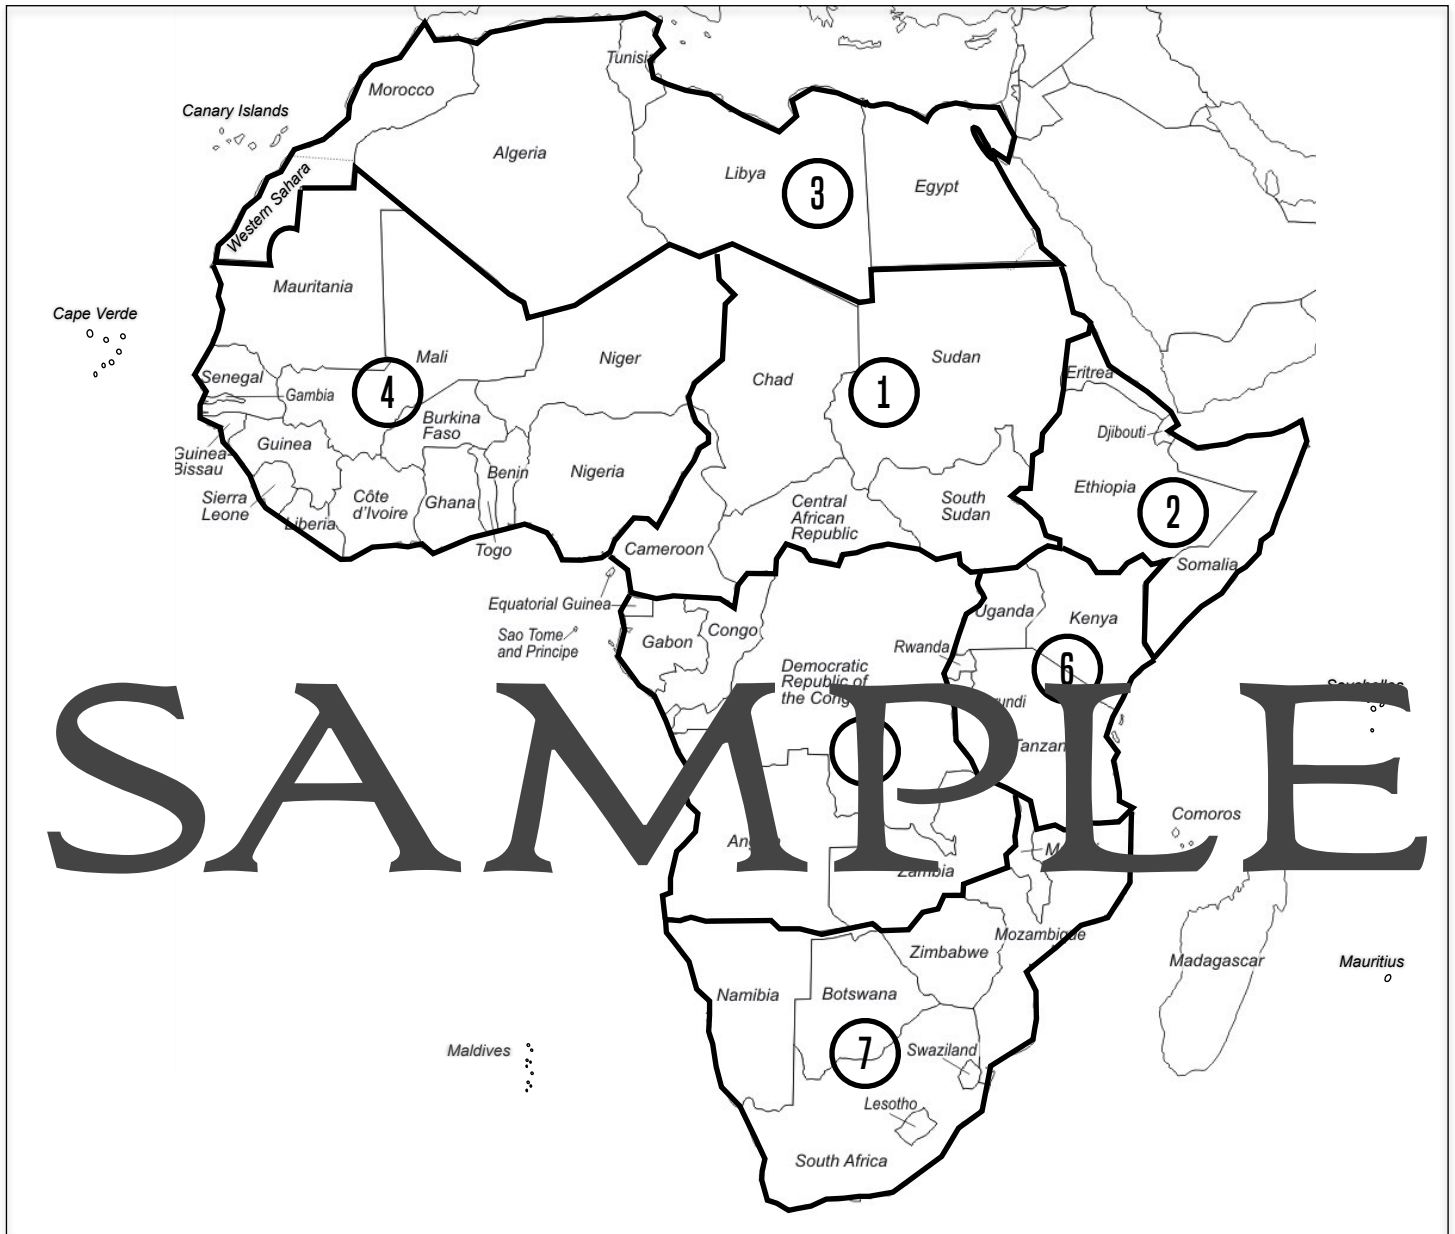 Tunisia
Morocco
Canary Islands
Algeria
Libya
3
Egypt
Western Sahara
Mauritania
Cape Verde
Mali
Niger
Chad
Sudan
Eritrea
Senegal
Gambia
4
1
Burkina
Faso
Djibouti
Guinea-
Bissau
Guinea
Benin
Nigeria
Ethiopia
2
Sierra
Leone
Liberia
Côte
d'Ivoire
Ghana
Togo
Central
African
Republic
South
Sudan
Cameroon
Somalia
Equatorial Guinea
Sao Tome
and Principe
Gabon
Congo
Uganda
Kenya
Rwanda
6
Democratic
Republic of
the Cong
Seychelles
SAMPLE
Comoros
Zambia
Mozambique
Zimbabwe
Madagascar
Mauritius
Namibia
Botswana
7
Maldives
Swaziland
Lesotho
South Africa